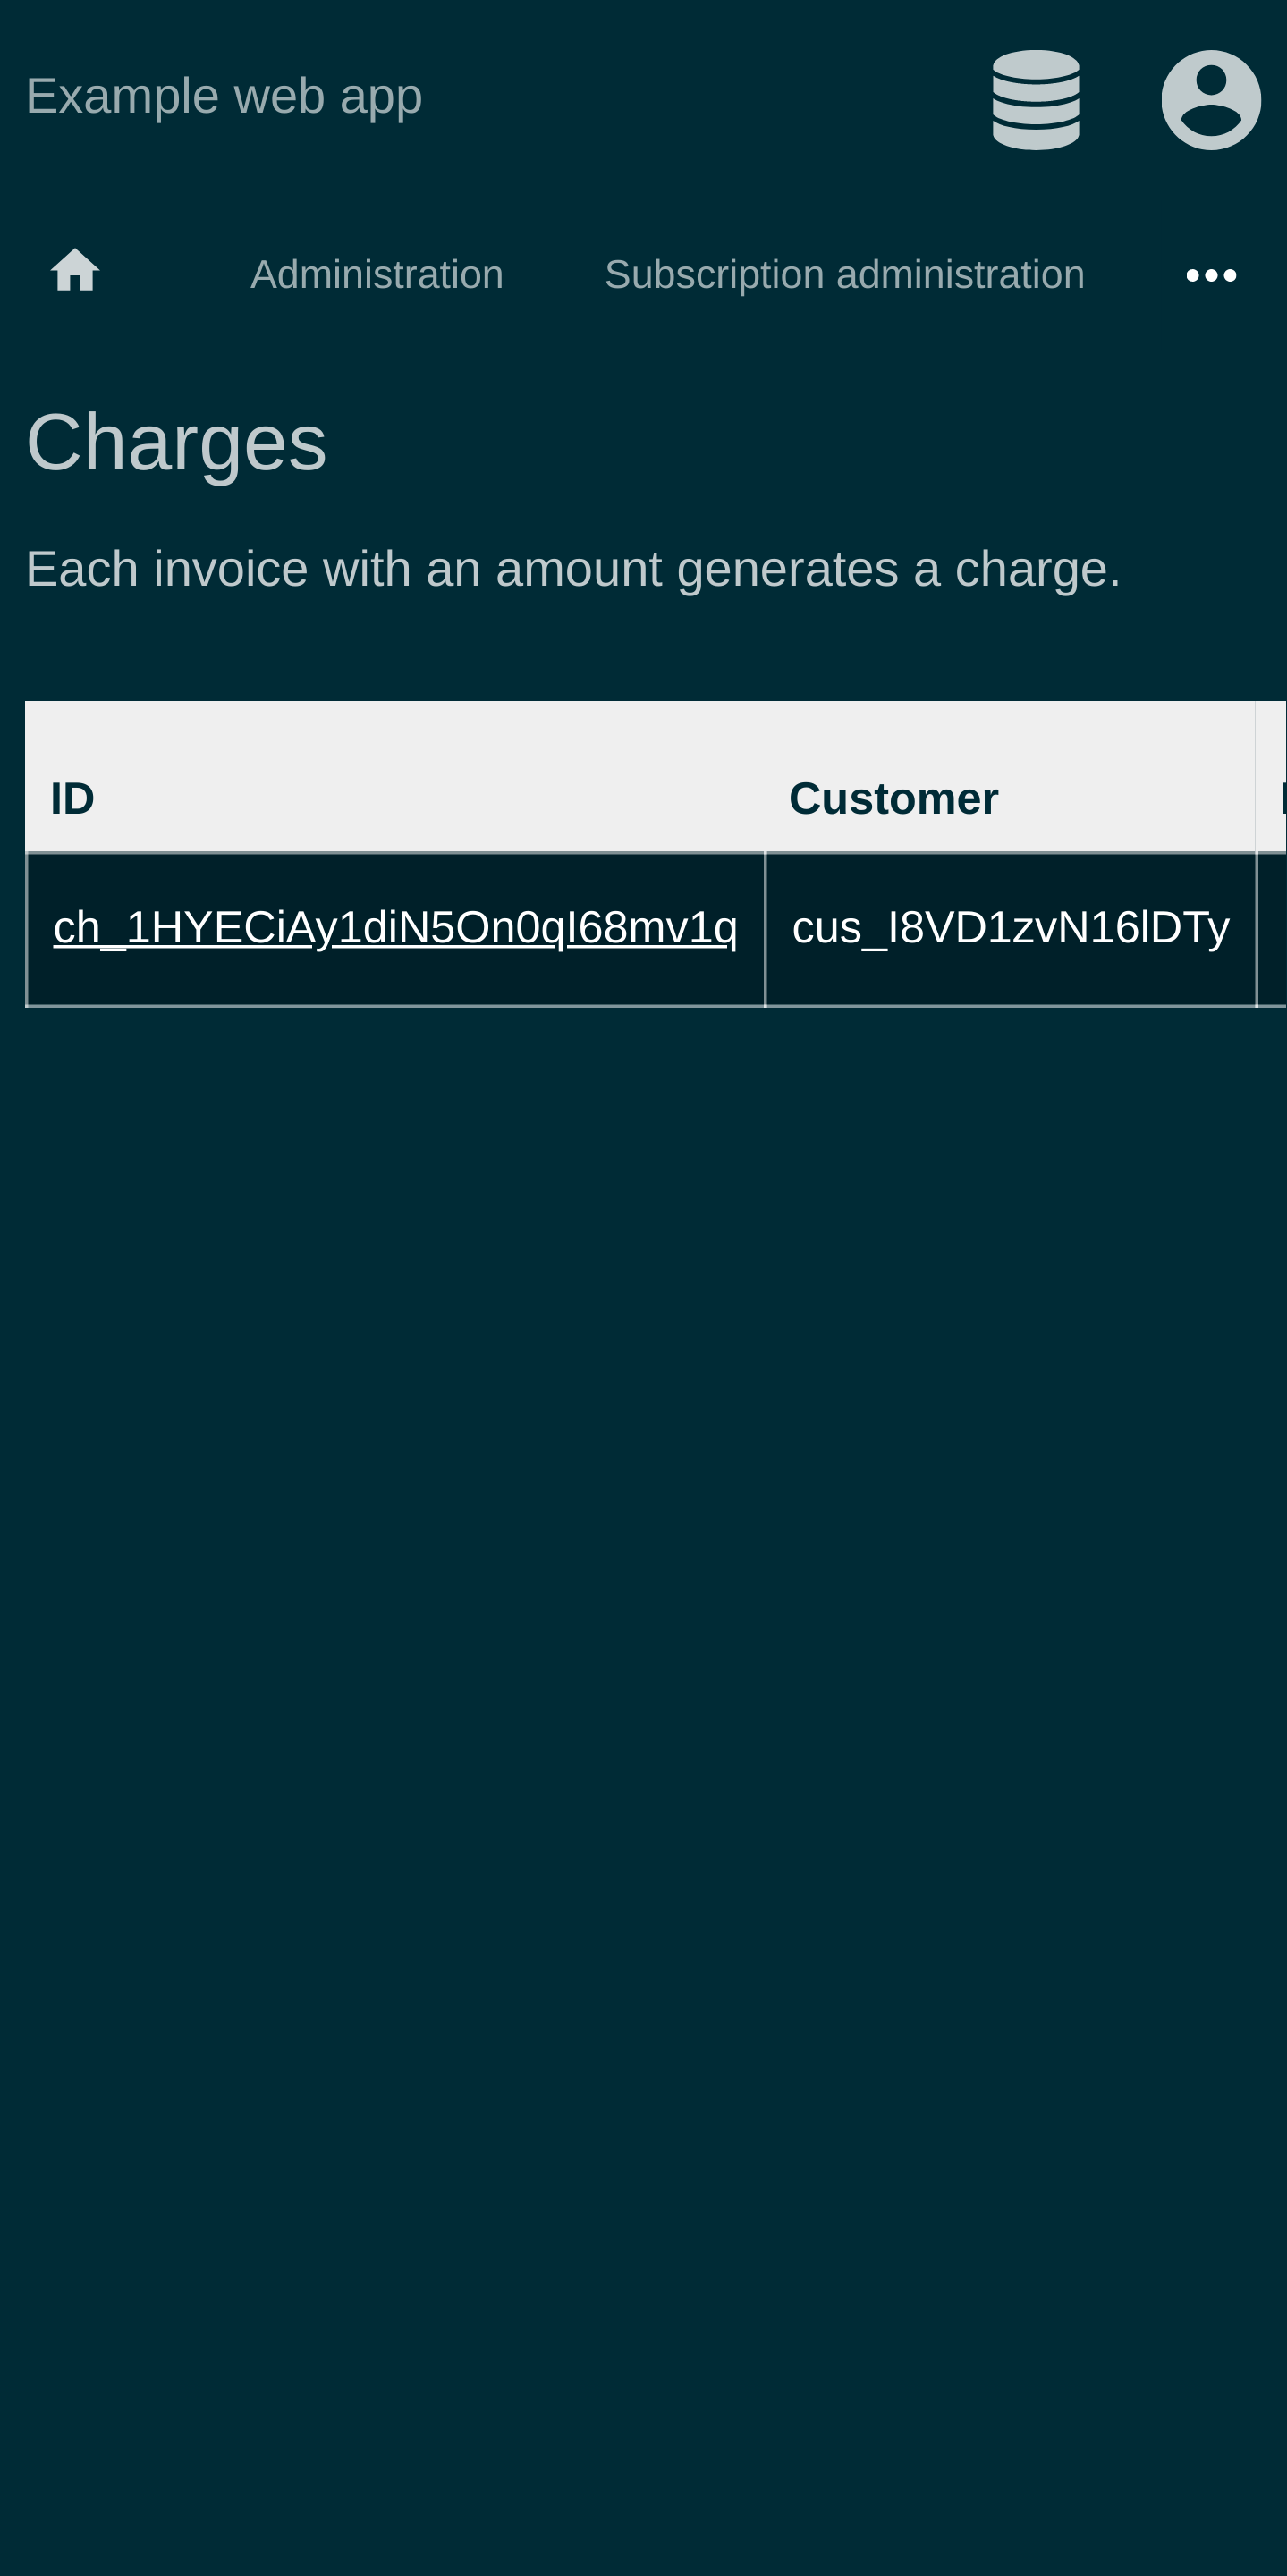 Example web app
Administration Subscription administration
Charges
Each invoice with an amount generates a charge.
ID Customer
ch_1HYECiAy1diN5On0qI68mv1q cus_I8VD1zvN16lDTy